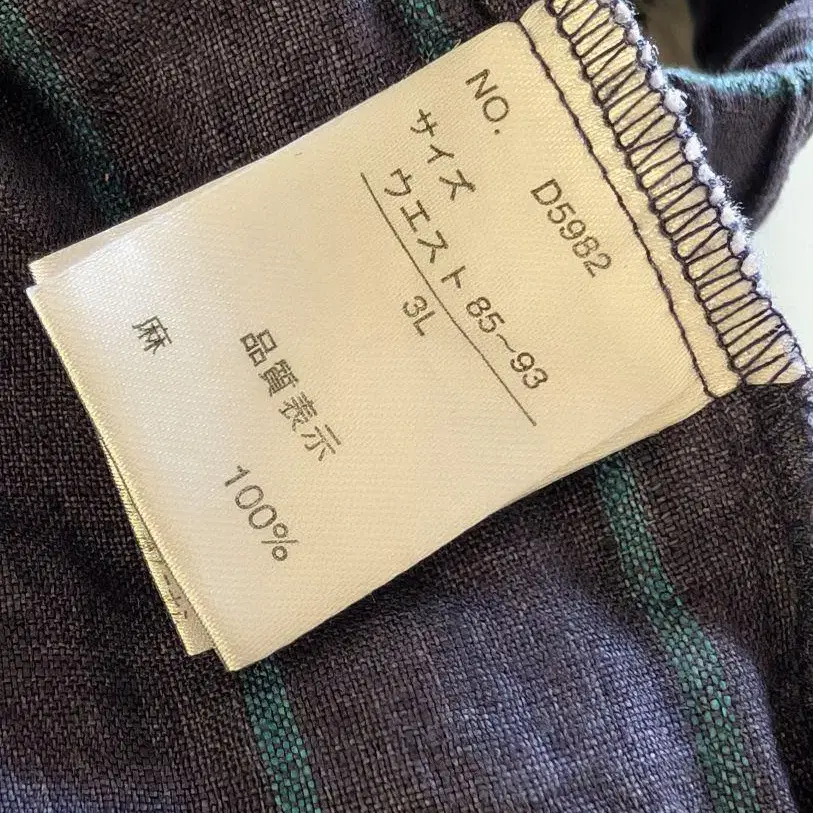 NO. D5982
サイズ
ウエスト85~93
3L
品質表示
麻 100%